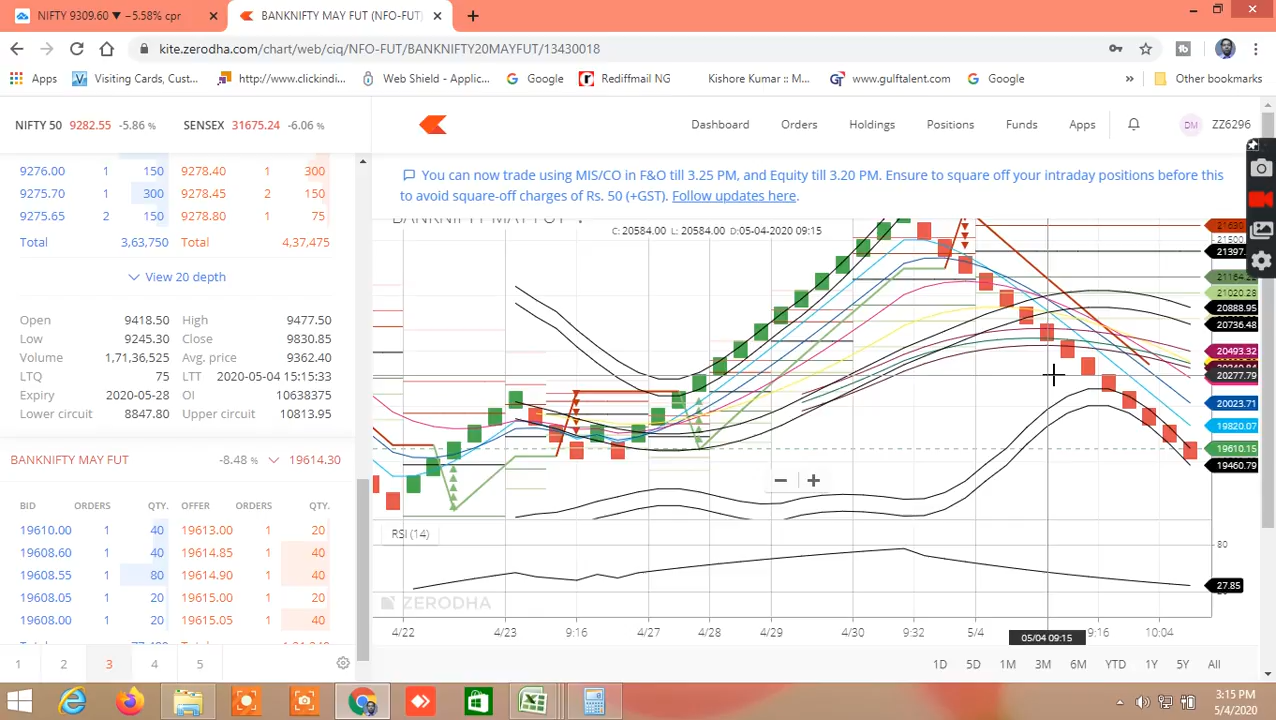 NIFTY 9309.60 ▼ −5.58% cpr
BANKNIFTY MAY FUT (NFO-FUT)
kite.zerodha.com/chart/web/ciq/NFO-FUT/BANKNIFTY20MAYFUT/13430018
Apps Visiting Cards, Cust... http://www.clickindi... Web Shield - Applic... Google Rediffmail NG Kishore Kumar :: M... www.gulftalent.com Google » Other bookmarks
NIFTY 50 9282.55 -5.86 % SENSEX 31675.24 -6.06 %
Dashboard Orders Holdings Positions Funds Apps DM ZZ6296
9276.00 1 150 9278.40 1 300
9275.70 1 300 9278.45 2 150
9275.65 2 150 9278.80 1 75
Total 3,63,750 Total 4,37,475
View 20 depth
Open 9418.50 High 9477.50
Low 9245.30 Close 9830.85
Volume 1,71,36,525 Avg. price 9362.40
LTQ 75 LTT 2020-05-04 15:15:33
Expiry 2020-05-28 OI 10638375
Lower circuit 8847.80 Upper circuit 10813.95
BANKNIFTY MAY FUT -8.48 % 19614.30
BID ORDERS QTY. OFFER ORDERS QTY.
19610.00 1 40 19613.00 1 20
19608.60 1 40 19614.85 1 40
19608.55 1 80 19614.90 1 40
19608.05 1 20 19615.00 1 20
19608.00 1 20 19615.05 1 40
1 2 3 4 5
You can now trade using MIS/CO in F&O till 3.25 PM, and Equity till 3.20 PM. Ensure to square off your intraday positions before this
to avoid square-off charges of Rs. 50 (+GST). Follow updates here.
BANKNIFTY MAY FUT
C: 20584.00 L: 20584.00 D:05-04-2020 09:15
21500
21397
21020.28
20888.95
20736.48
20493.32
20277.79
20023.71
19820.07
19610.15
19460.79
− +
RSI (14)
80
27.85
ZERODHA
4/22 4/23 9:16 4/27 4/28 4/29 4/30 9:32 5/4 9:16 10:04
05/04 09:15
1D 5D 1M 3M 6M YTD 1Y 5Y All
3:15 PM
5/4/2020